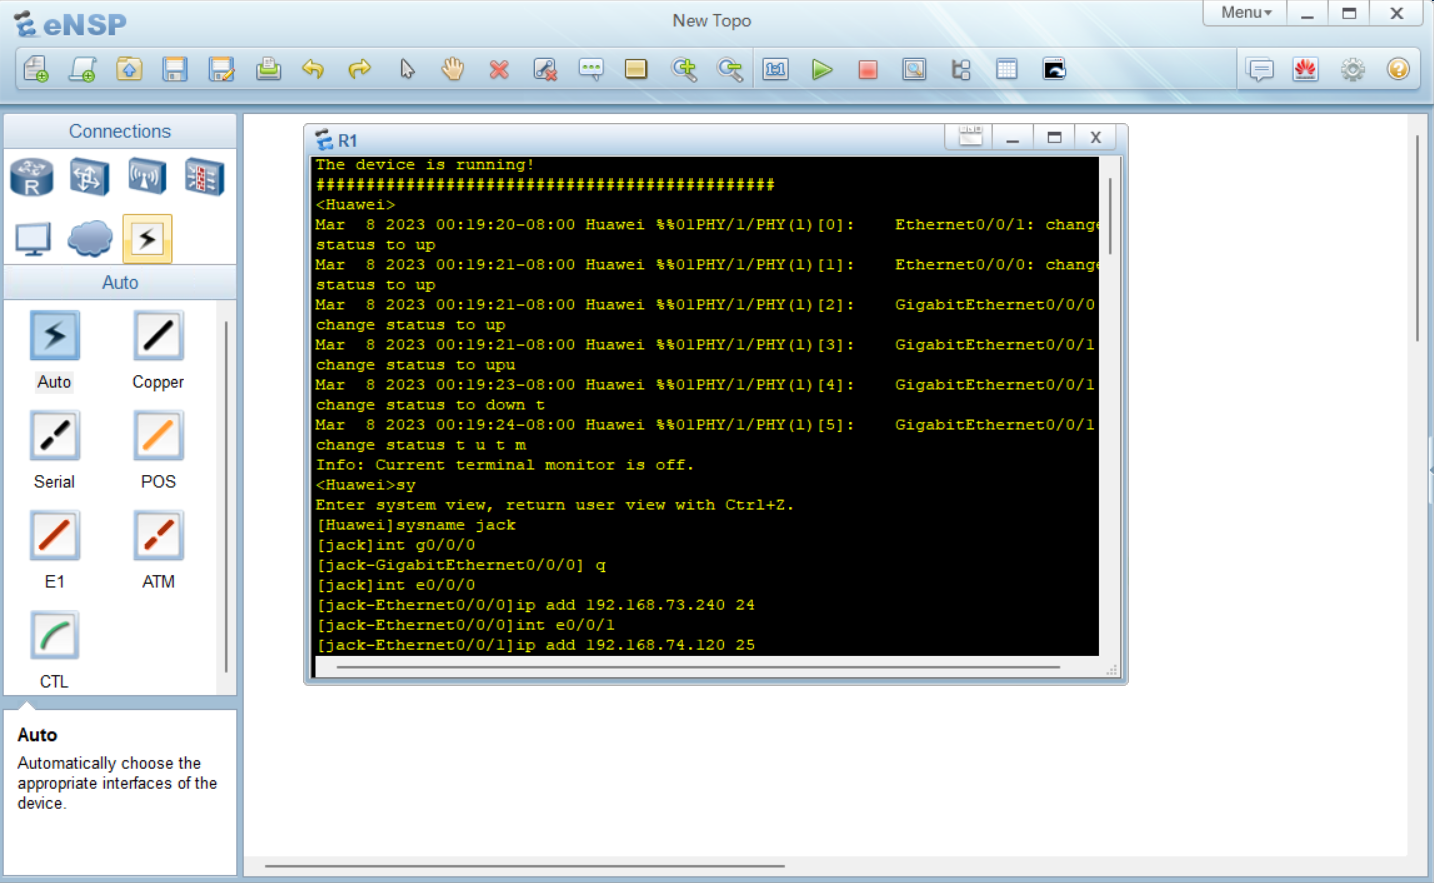 eNSP
New Topo
Menu
Connections
R
Auto
Auto
Copper
Serial
POS
E1
ATM
CTL
Auto
Automatically choose the
appropriate interfaces of the
device.
1:1
R1
The device is running!
##############################################
<Huawei>
Mar  8 2023 00:19:20-08:00 Huawei %%01PHY/1/PHY(1)[0]:    Ethernet0/0/1: change
status to up
Mar  8 2023 00:19:21-08:00 Huawei %%01PHY/1/PHY(1)[1]:    Ethernet0/0/0: change
status to up
Mar  8 2023 00:19:21-08:00 Huawei %%01PHY/1/PHY(1)[2]:    GigabitEthernet0/0/0
change status to up
Mar  8 2023 00:19:21-08:00 Huawei %%01PHY/1/PHY(1)[3]:    GigabitEthernet0/0/1
change status to upu
Mar  8 2023 00:19:23-08:00 Huawei %%01PHY/1/PHY(1)[4]:    GigabitEthernet0/0/1
change status to down t
Mar  8 2023 00:19:24-08:00 Huawei %%01PHY/1/PHY(1)[5]:    GigabitEthernet0/0/1
change status t u t m
Info: Current terminal monitor is off.
<Huawei>sy
Enter system view, return user view with Ctrl+Z.
[Huawei]sysname jack
[jack]int g0/0/0
[jack-GigabitEthernet0/0/0] q
[jack]int e0/0/0
[jack-Ethernet0/0/0]ip add 192.168.73.240 24
[jack-Ethernet0/0/0]int e0/0/1
[jack-Ethernet0/0/1]ip add 192.168.74.120 25